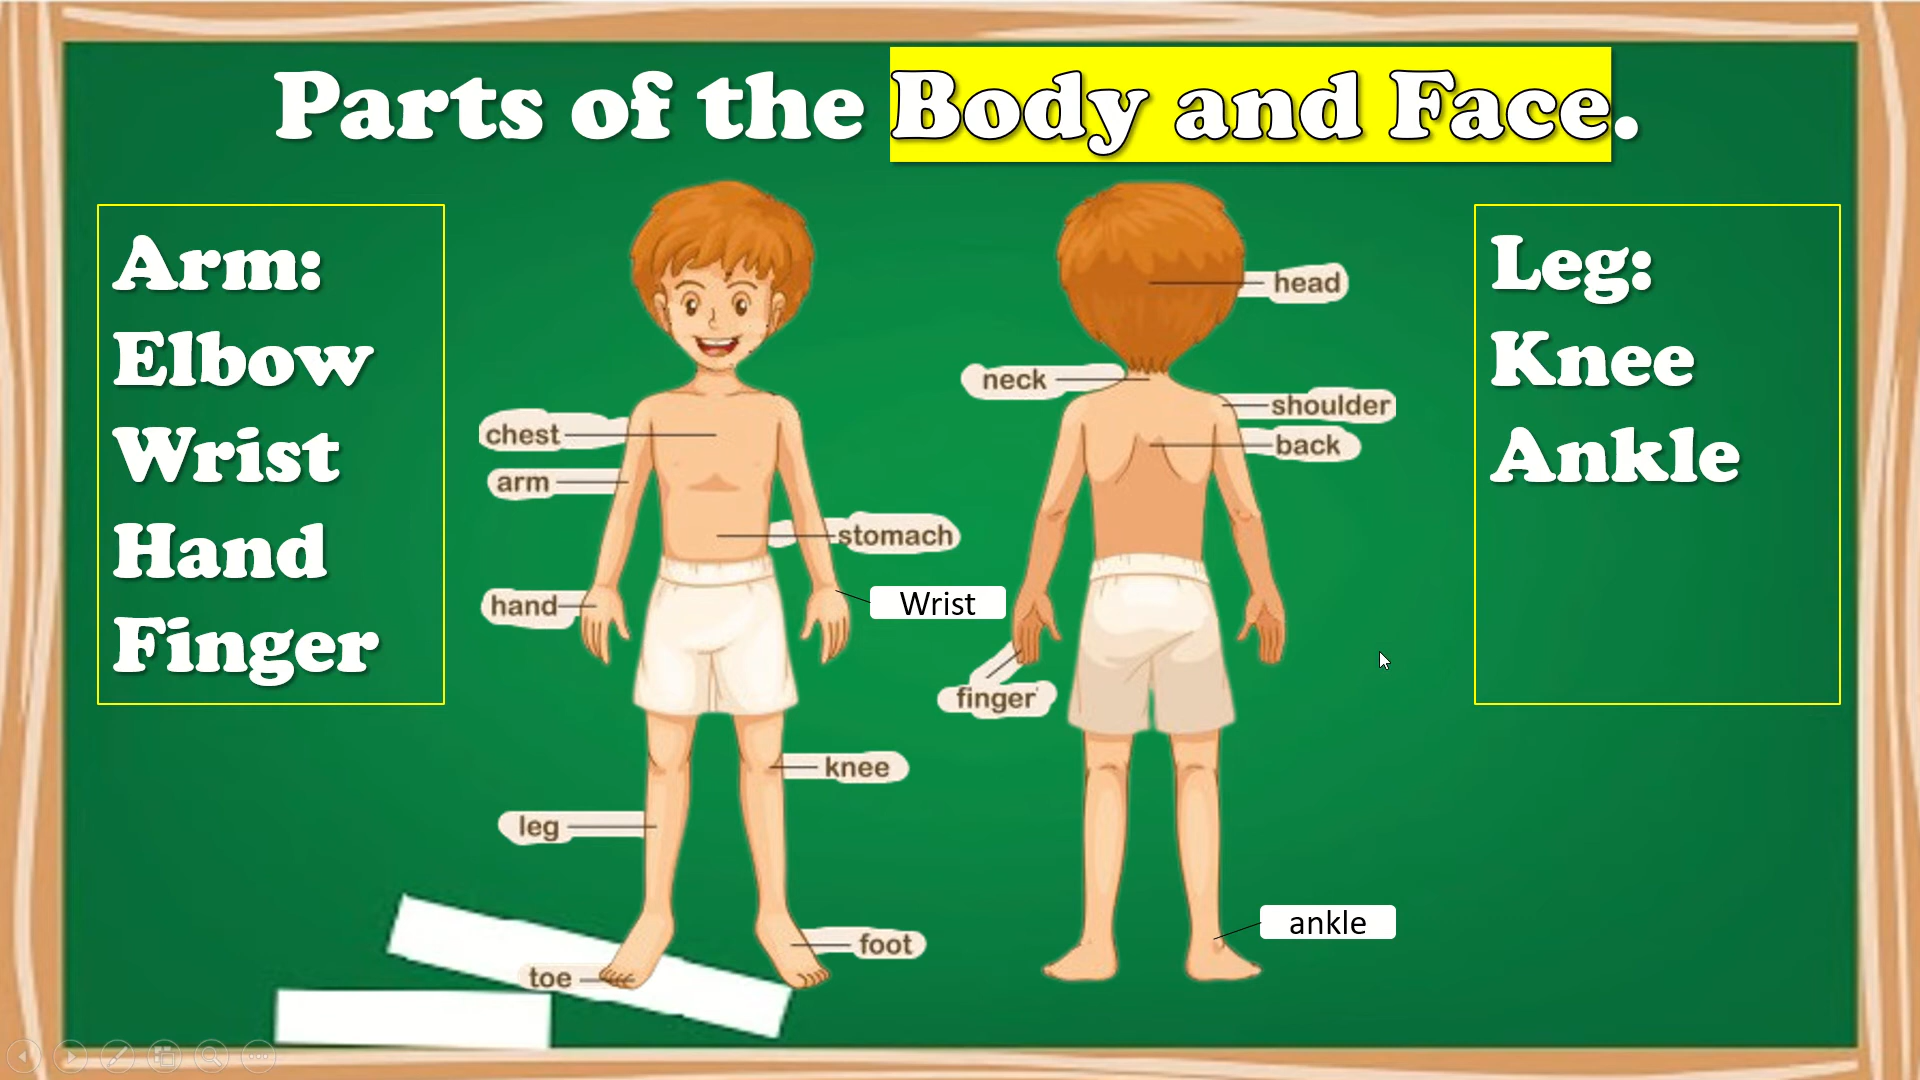 Parts of the Body and Face.
Arm:
Elbow
Wrist
Hand
Finger
chest
arm
hand
leg
toe
stomach
Wrist
knee
foot
head
neck
shoulder
back
finger
ankle
Leg:
Knee
Ankle